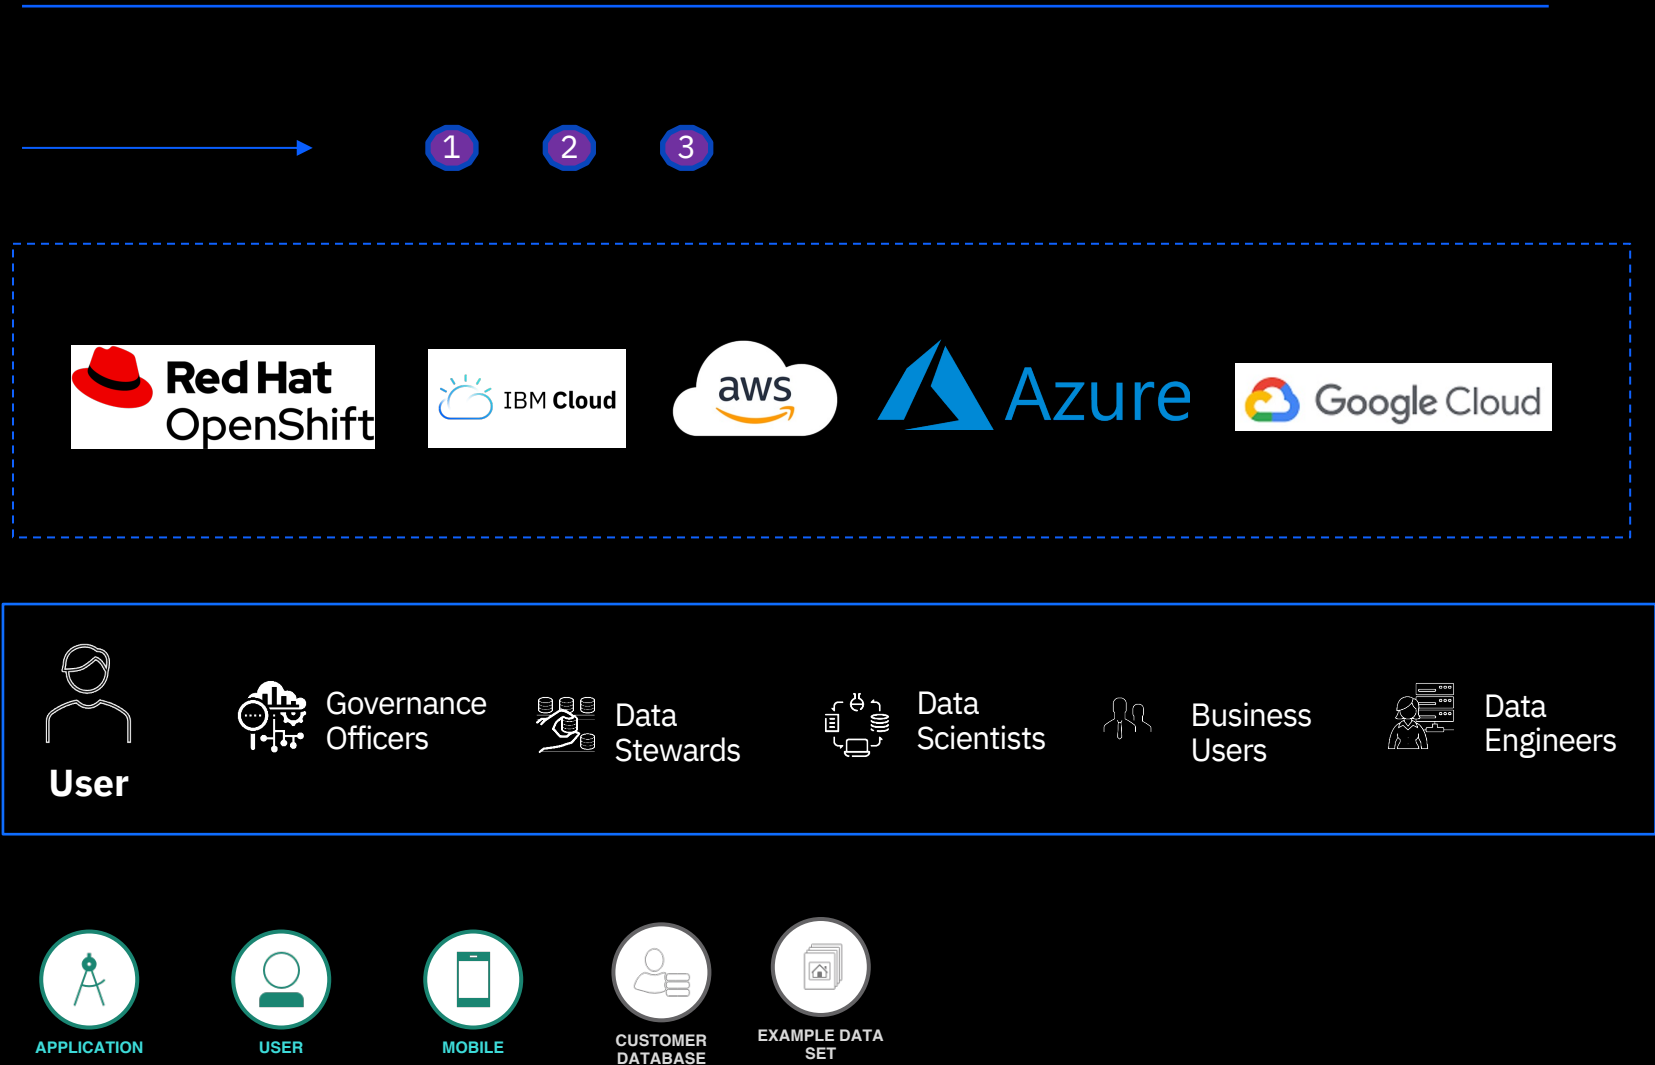 1 2 3
Red Hat
OpenShift
IBM Cloud
aws
Azure
Google Cloud
User
Governance
Officers
Data
Stewards
Data
Scientists
Business
Users
Data
Engineers
APPLICATION
USER
MOBILE
CUSTOMER
DATABASE
EXAMPLE DATA
SET